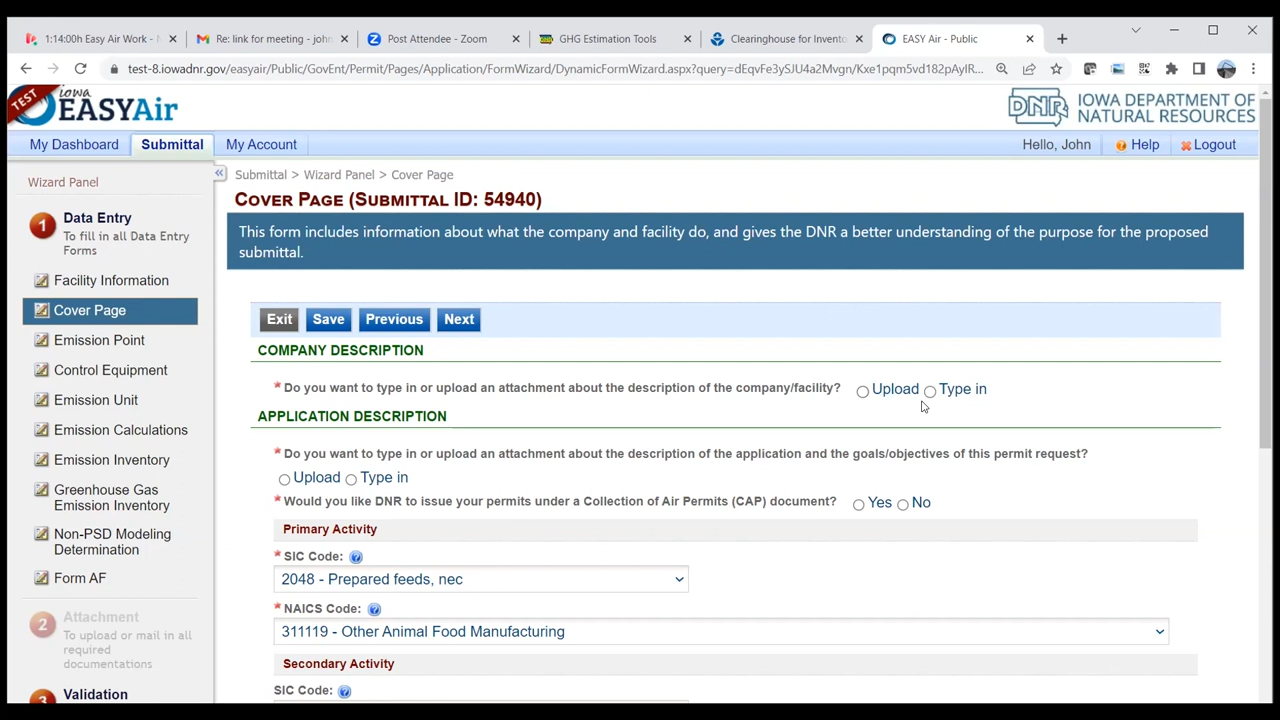 1:14:00h Easy Air Work - 
Re: link for meeting - john
Post Attendee - Zoom
GHG Estimation Tools
Clearinghouse for Invento
EASY Air - Public
test-8.iowadnr.gov/easyair/Public/GovEnt/Permit/Pages/Application/FormWizard/DynamicFormWizard.aspx?query=dEqvFe3ySJU4a2Mvgn/Kxe1pqm5vd182pAyIR...
TEST
iowa
EASYAir
DNR
IOWA DEPARTMENT OF
NATURAL RESOURCES
My Dashboard
Submittal
My Account
Hello, John
Help
Logout
Wizard Panel
1
Data Entry
To fill in all Data Entry
Forms
Facility Information
Cover Page
Emission Point
Control Equipment
Emission Unit
Emission Calculations
Emission Inventory
Greenhouse Gas
Emission Inventory
Non-PSD Modeling
Determination
Form AF
2
Attachment
To upload or mail in all
required
documentations
3
Validation
Submittal > Wizard Panel > Cover Page
COVER PAGE (SUBMITTAL ID: 54940)
This form includes information about what the company and facility do, and gives the DNR a better understanding of the purpose for the proposed
submittal.
Exit
Save
Previous
Next
COMPANY DESCRIPTION
* Do you want to type in or upload an attachment about the description of the company/facility? Upload Type in
APPLICATION DESCRIPTION
* Do you want to type in or upload an attachment about the description of the application and the goals/objectives of this permit request?
Upload Type in
* Would you like DNR to issue your permits under a Collection of Air Permits (CAP) document? Yes No
Primary Activity
* SIC Code:
2048 - Prepared feeds, nec
* NAICS Code:
311119 - Other Animal Food Manufacturing
Secondary Activity
SIC Code: